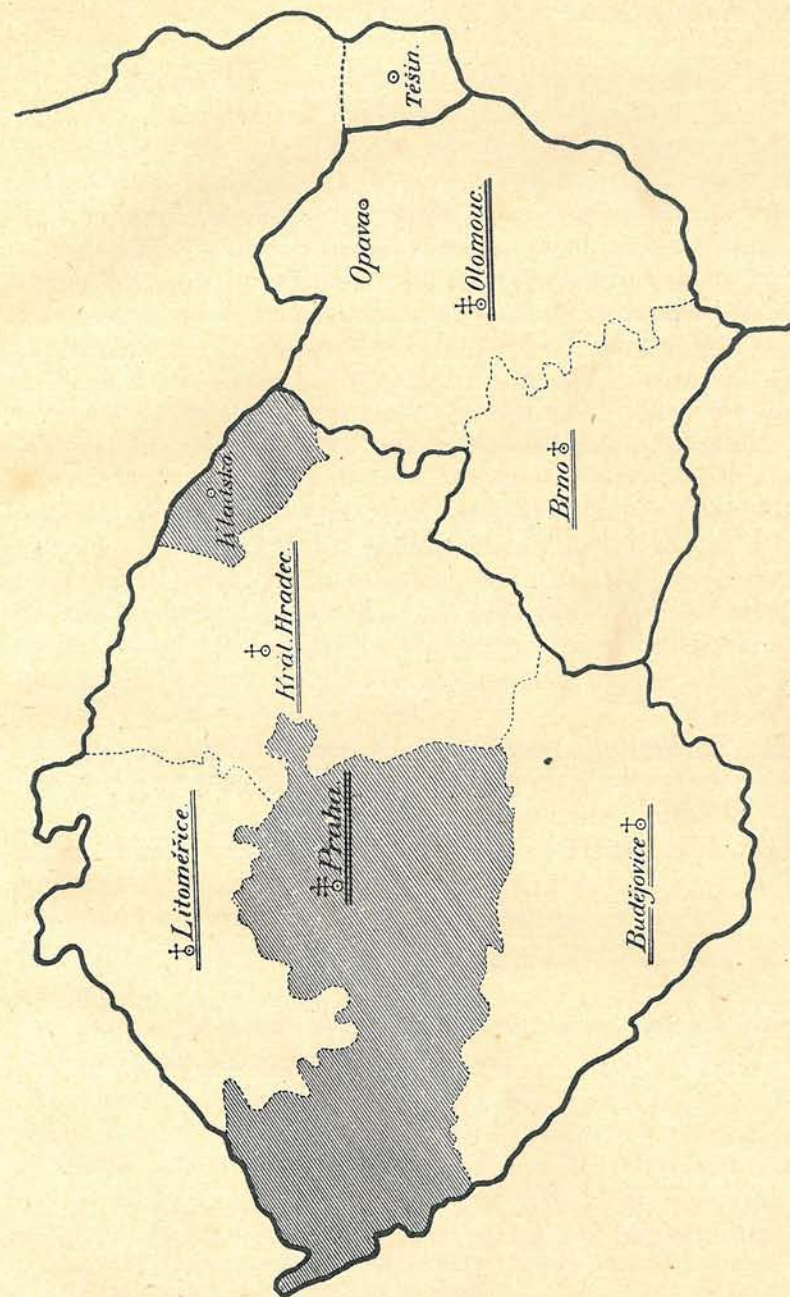 Litoměřice
Kladsko.
Král. Hradec.
Praha.
Opava
Těšin.
Olomouc.
Brno
Budějovice